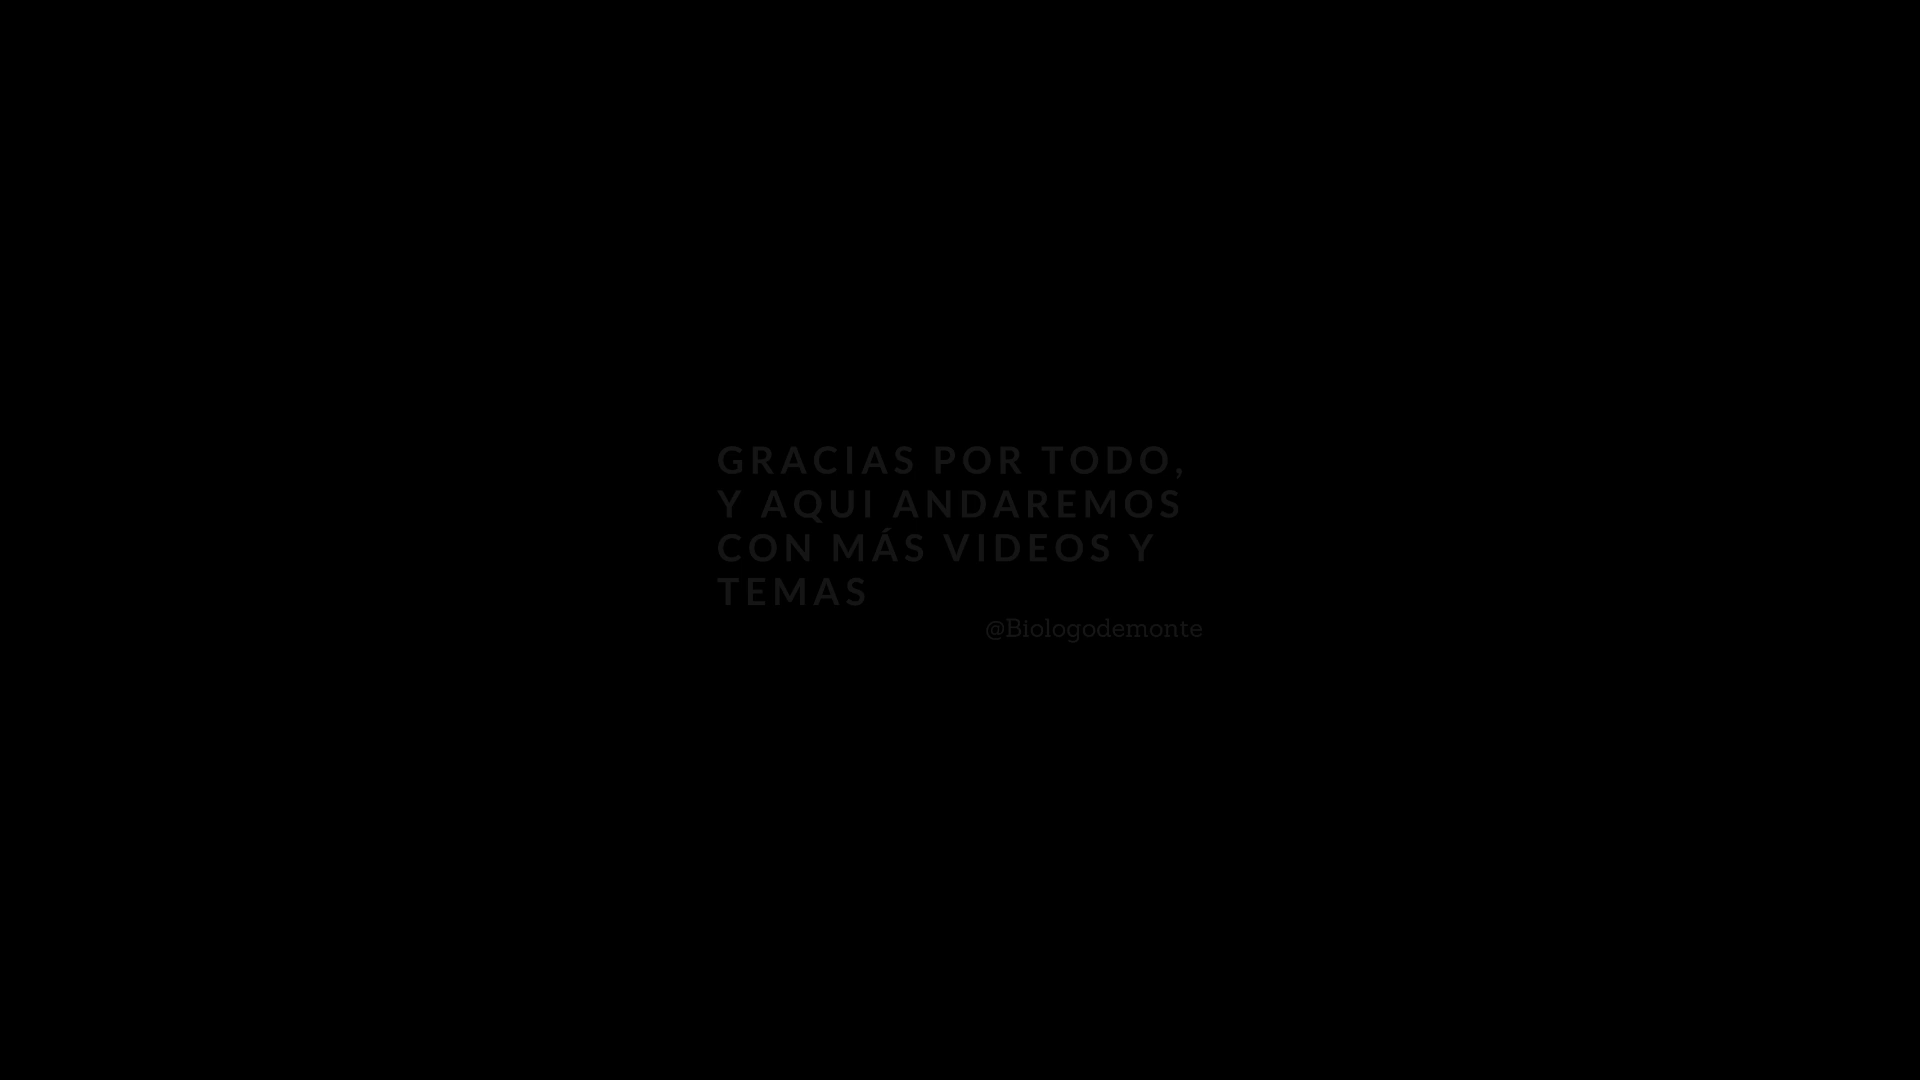 GRACIAS POR TODO,
Y AQUI ANDAREMOS
CON MÁS VIDEOS Y
TEMAS
@Biologodemonte